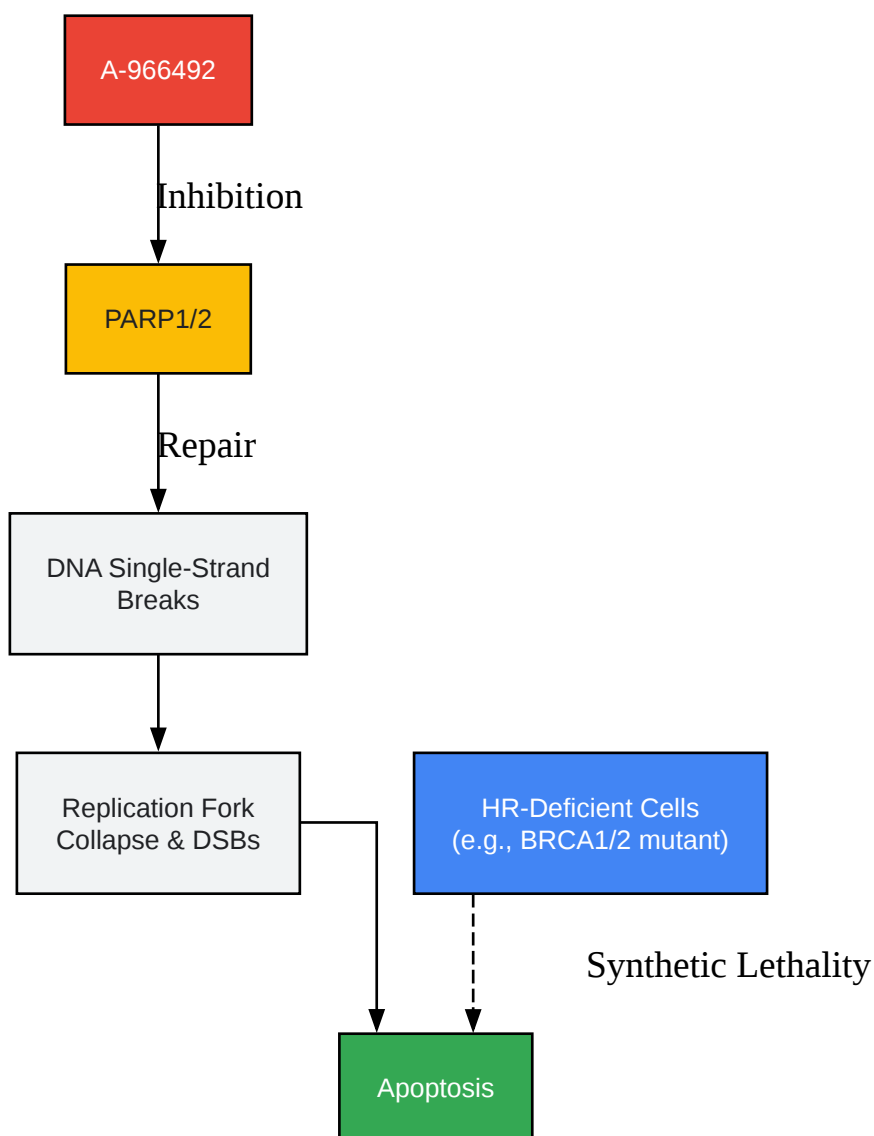 A-966492
Inhibition
PARP1/2
Repair
DNA Single-Strand
Breaks
Replication Fork
Collapse & DSBs
HR-Deficient Cells
(e.g., BRCA1/2 mutant)
Synthetic Lethality
Apoptosis